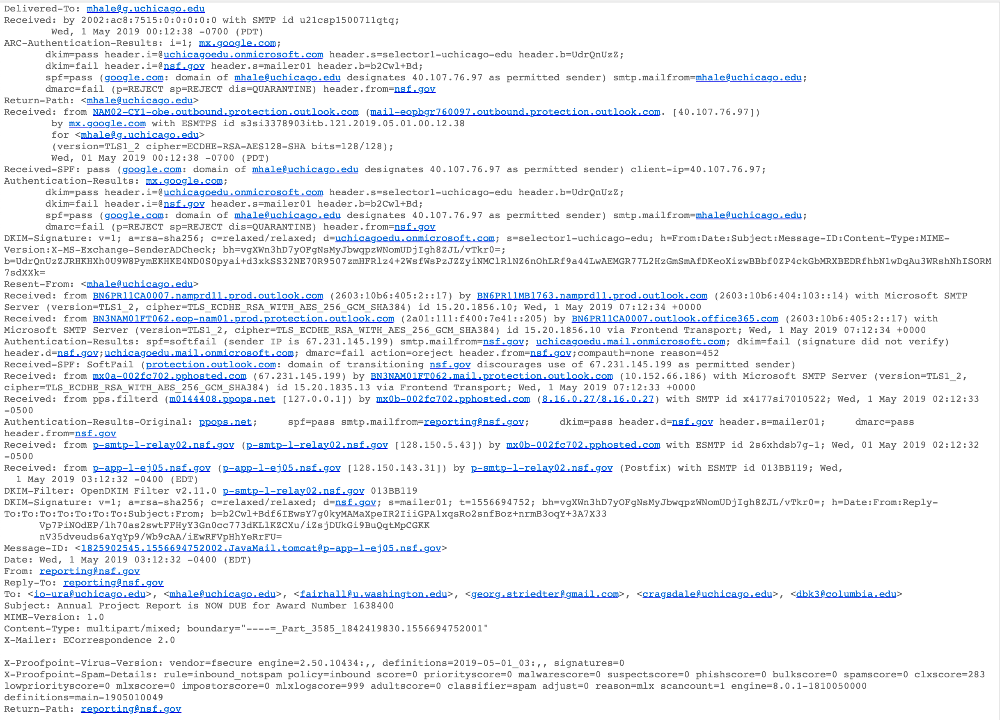 Delivered-To: mhale@g.uchicago.edu
Received: by 2002:ac8:7515:0:0:0:0:0 with SMTP id u21csp1500711qtq;
        Wed, 1 May 2019 00:12:38 -0700 (PDT)
ARC-Authentication-Results: i=1; mx.google.com;
       dkim=pass header.i=@uchicagoedu.onmicrosoft.com header.s=selector1-uchicago-edu header.b=UdrQnUzZ;
       dkim=fail header.i=@nsf.gov header.s=mailer01 header.b=b2Cwl+Bd;
       spf=pass (google.com: domain of mhale@uchicago.edu designates 40.107.76.97 as permitted sender) smtp.mailfrom=mhale@uchicago.edu;
       dmarc=fail (p=REJECT sp=REJECT dis=QUARANTINE) header.from=nsf.gov
Return-Path: <mhale@uchicago.edu>
Received: from NAM02-CY1-obe.outbound.protection.outlook.com (mail-eopbgr760097.outbound.protection.outlook.com. [40.107.76.97])
        by mx.google.com with ESMTPS id s3si3378903itb.121.2019.05.01.00.12.38
        for <mhale@g.uchicago.edu>
        (version=TLS1_2 cipher=ECDHE-RSA-AES128-SHA bits=128/128);
        Wed, 01 May 2019 00:12:38 -0700 (PDT)
Received-SPF: pass (google.com: domain of mhale@uchicago.edu designates 40.107.76.97 as permitted sender) client-ip=40.107.76.97;
Authentication-Results: mx.google.com;
       dkim=pass header.i=@uchicagoedu.onmicrosoft.com header.s=selector1-uchicago-edu header.b=UdrQnUzZ;
       dkim=fail header.i=@nsf.gov header.s=mailer01 header.b=b2Cwl+Bd;
       spf=pass (google.com: domain of mhale@uchicago.edu designates 40.107.76.97 as permitted sender) smtp.mailfrom=mhale@uchicago.edu;
       dmarc=fail (p=REJECT sp=REJECT dis=QUARANTINE) header.from=nsf.gov
DKIM-Signature: v=1; a=rsa-sha256; c=relaxed/relaxed; d=uchicagoedu.onmicrosoft.com; s=selector1-uchicago-edu; h=From:Date:Subject:Message-ID:Content-Type:MIME-
Version:X-MS-Exchange-SenderADCheck; bh=vgXWn3hD7yOFgNsMyJbwqpzWNomUDjIgh8ZJL/vTkr0=;
b=UdrQnUzZJRHKHXh0U9W8PymEKHKE4ND0S0pyai+d3xkSS32NE70R9507zmHFRlz4+2WsfWsPzJZZyiNMClRlNZ6nOhLRf9a44LwAEMGR77L2HzGmSmAfDKeoXizwBBbf0ZP4ckGbMRXBEDRfhbN1wDqAu3WRshNhISORM
7sdXXk=
Resent-From: <mhale@uchicago.edu>
Received: from BN6PR11CA0007.namprd11.prod.outlook.com (2603:10b6:405:2::17) by BN6PR11MB1763.namprd11.prod.outlook.com (2603:10b6:404:103::14) with Microsoft SMTP
Server (version=TLS1_2, cipher=TLS_ECDHE_RSA_WITH_AES_256_GCM_SHA384) id 15.20.1856.10; Wed, 1 May 2019 07:12:34 +0000
Received: from BN3NAM01FT062.eop-nam01.prod.protection.outlook.com (2a01:111:f400:7e41::205) by BN6PR11CA0007.outlook.office365.com (2603:10b6:405:2::17) with
Microsoft SMTP Server (version=TLS1_2, cipher=TLS_ECDHE_RSA_WITH_AES_256_GCM_SHA384) id 15.20.1856.10 via Frontend Transport; Wed, 1 May 2019 07:12:34 +0000
Authentication-Results: spf=softfail (sender IP is 67.231.145.199) smtp.mailfrom=nsf.gov; uchicagoedu.mail.onmicrosoft.com; dkim=fail (signature did not verify)
header.d=nsf.gov;uchicagoedu.mail.onmicrosoft.com; dmarc=fail action=oreject header.from=nsf.gov;compauth=none reason=452
Received-SPF: SoftFail (protection.outlook.com: domain of transitioning nsf.gov discourages use of 67.231.145.199 as permitted sender)
Received: from mx0a-002fc702.pphosted.com (67.231.145.199) by BN3NAM01FT062.mail.protection.outlook.com (10.152.66.186) with Microsoft SMTP Server (version=TLS1_2,
cipher=TLS_ECDHE_RSA_WITH_AES_256_GCM_SHA384) id 15.20.1835.13 via Frontend Transport; Wed, 1 May 2019 07:12:33 +0000
Received: from pps.filterd (m0144408.ppops.net [127.0.0.1]) by mx0b-002fc702.pphosted.com (8.16.0.27/8.16.0.27) with SMTP id x4177si7010522; Wed, 1 May 2019 02:12:33
-0500
Authentication-Results-Original: ppops.net;     spf=pass smtp.mailfrom=reporting@nsf.gov;     dkim=pass header.d=nsf.gov header.s=mailer01;     dmarc=pass
header.from=nsf.gov
Received: from p-smtp-l-relay02.nsf.gov (p-smtp-l-relay02.nsf.gov [128.150.5.43]) by mx0b-002fc702.pphosted.com with ESMTP id 2s6xhdsb7g-1; Wed, 01 May 2019 02:12:32
-0500
Received: from p-app-l-ej05.nsf.gov (p-app-l-ej05.nsf.gov [128.150.143.31]) by p-smtp-l-relay02.nsf.gov (Postfix) with ESMTP id 013BB119; Wed,
  1 May 2019 03:12:32 -0400 (EDT)
DKIM-Filter: OpenDKIM Filter v2.11.0 p-smtp-l-relay02.nsf.gov 013BB119
DKIM-Signature: v=1; a=rsa-sha256; c=relaxed/relaxed; d=nsf.gov; s=mailer01; t=1556694752; bh=vgXWn3hD7yOFgNsMyJbwqpzWNomUDjIgh8ZJL/vTkr0=; h=Date:From:Reply-
To:To:To:To:To:To:To:Subject:From; b=b2Cwl+Bdf6IEwsY7g0kyMAMaXpeIR2IiiGPA1xqsRo2snfBoz+nrmB3oqY+3A7X33
      Vp7PiNOdEP/lh70as2swtFFHyY3Gn0cc773dKLlKZCXu/iZsjDUkGi9BuQqtMpCGKK
      nV35dveuds6aYqYp9/Wb9cAA/iEwRFVpHhYeRrFU=
Message-ID: <1825902545.1556694752002.JavaMail.tomcat@p-app-l-ej05.nsf.gov>
Date: Wed, 1 May 2019 03:12:32 -0400 (EDT)
From: reporting@nsf.gov
Reply-To: reporting@nsf.gov
To: <io-ura@uchicago.edu>, <mhale@uchicago.edu>, <fairhall@u.washington.edu>, <georg.striedter@gmail.com>, <cragsdale@uchicago.edu>, <dbk3@columbia.edu>
Subject: Annual Project Report is NOW DUE for Award Number 1638400
MIME-Version: 1.0
Content-Type: multipart/mixed; boundary="----=_Part_3585_1842419830.1556694752001"
X-Mailer: ECorrespondence 2.0
X-Proofpoint-Virus-Version: vendor=fsecure engine=2.50.10434:,, definitions=2019-05-01_03:,, signatures=0
X-Proofpoint-Spam-Details: rule=inbound_notspam policy=inbound score=0 priorityscore=0 malwarescore=0 suspectscore=0 phishscore=0 bulkscore=0 spamscore=0 clxscore=283
lowpriorityscore=0 mlxscore=0 impostorscore=0 mlxlogscore=999 adultscore=0 classifier=spam adjust=0 reason=mlx scancount=1 engine=8.0.1-1810050000
definitions=main-1905010049
Return-Path: reporting@nsf.gov